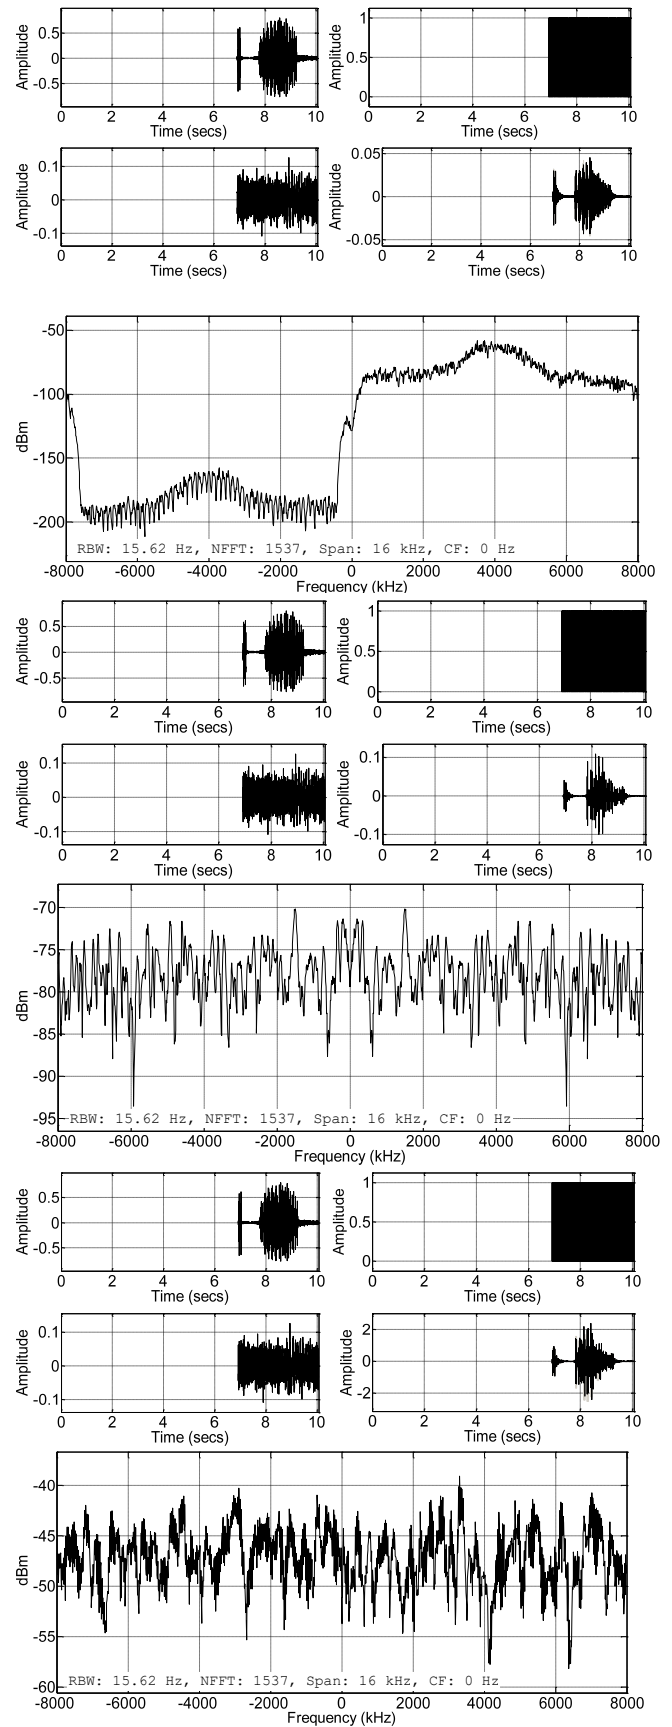 0.5
0
-0.5
Amplitude
0 2 4 6 8 10
Time (secs)
1
0.5
0
Amplitude
0 2 4 6 8 10
Time (secs)
0.1
0
-0.1
Amplitude
0 2 4 6 8 10
Time (secs)
0.05
0
-0.05
Amplitude
0 2 4 6 8 10
Time (secs)
-50
-100
-150
-200
dBm
RBW: 15.62 Hz, NFFT: 1537, Span: 16 kHz, CF: 0 Hz
-8000 -6000 -4000 -2000 0 2000 4000 6000 8000
Frequency (kHz)
0.5
0
-0.5
Amplitude
0 2 4 6 8 10
Time (secs)
1
0.5
0
Amplitude
0 2 4 6 8 10
Time (secs)
0.1
0
-0.1
Amplitude
0 2 4 6 8 10
Time (secs)
0.1
0
-0.1
Amplitude
0 2 4 6 8 10
Time (secs)
-70
-75
-80
-85
-90
-95
dBm
RBW: 15.62 Hz, NFFT: 1537, Span: 16 kHz, CF: 0 Hz
-8000 -6000 -4000 -2000 0 2000 4000 6000 8000
Frequency (kHz)
0.5
0
-0.5
Amplitude
0 2 4 6 8 10
Time (secs)
1
0.5
0
Amplitude
0 2 4 6 8 10
Time (secs)
0.1
0
-0.1
Amplitude
0 2 4 6 8 10
Time (secs)
2
0
-2
Amplitude
0 2 4 6 8 10
Time (secs)
-40
-45
-50
-55
-60
dBm
RBW: 15.62 Hz, NFFT: 1537, Span: 16 kHz, CF: 0 Hz
-8000 -6000 -4000 -2000 0 2000 4000 6000 8000
Frequency (kHz)